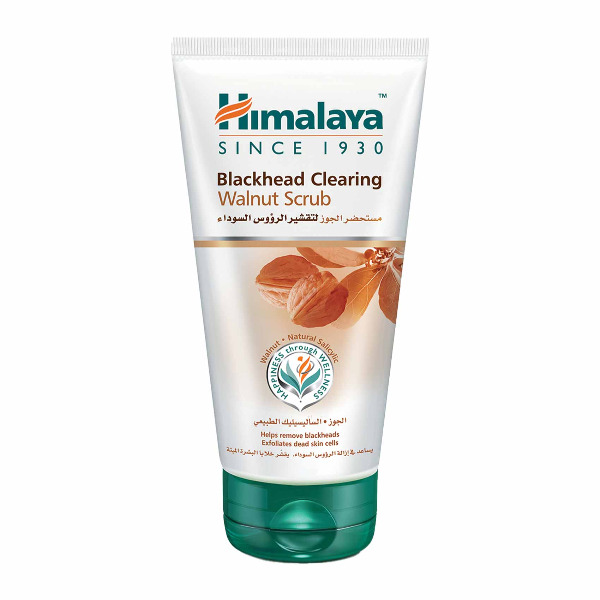 Himalaya™
SINCE 1930
Blackhead Clearing
Walnut Scrub
مستحضر الجوز لتقشير الرؤوس السوداء
Walnut • Natural Salicylic
HAPPINESS through WELLNESS
الجوز • الساليسيليك الطبيعي
Helps remove blackheads
Exfoliates dead skin cells
يساعد في إزالة الرؤوس السوداء. يقشر خلايا البشرة الميتة